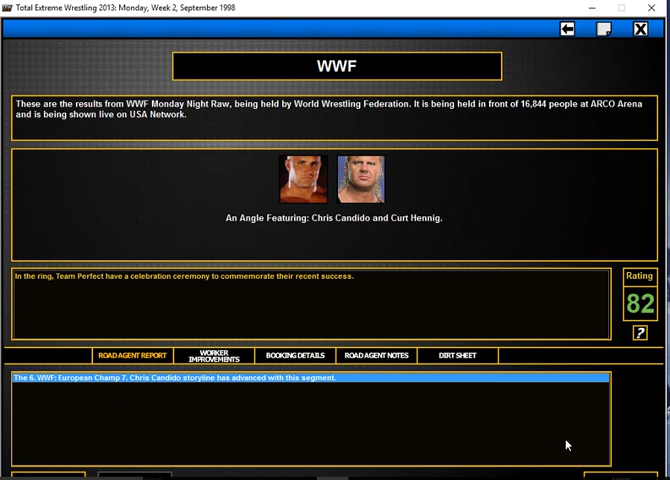 Total Extreme Wrestling 2013: Monday, Week 2, September 1998
WWF
These are the results from WWF Monday Night Raw, being held by World Wrestling Federation. It is being held in front of 16,844 people at ARCO Arena
and is being shown live on USA Network.
An Angle Featuring: Chris Candido and Curt Hennig.
In the ring, Team Perfect have a celebration ceremony to commemorate their recent success.
Rating
82
?
ROAD AGENT REPORT
WORKER
IMPROVEMENTS
BOOKING DETAILS
ROAD AGENT NOTES
DIRT SHEET
The 6. WWF: European Champ 7. Chris Candido storyline has advanced with this segment.